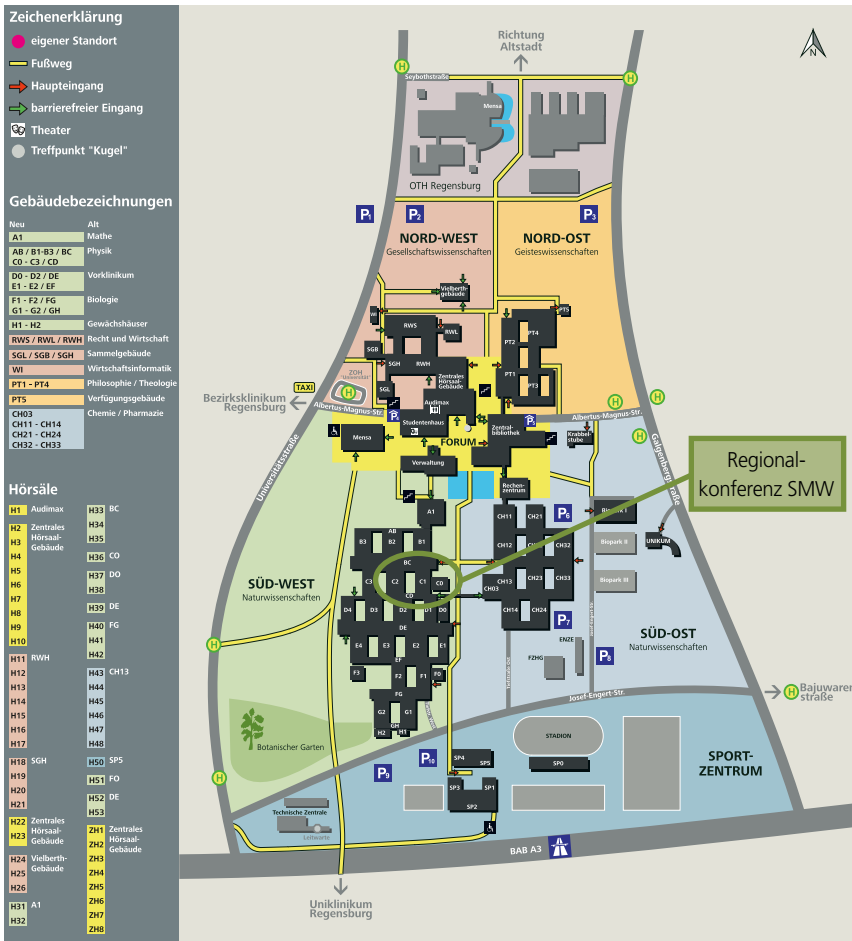 Zeichenerklärung
eigener Standort
Fußweg
Haupteingang
barrierefreier Eingang
Theater
Treffpunkt "Kugel"
Gebäudebezeichnungen
Neu Alt
A1 Mathe
AB / B1-B3 / BC Physik
C0 - C3 / CD
D0 - D2 / DE Vorklinikum
E1 - E2 / EF
F1 - F2 / FG Biologie
G1 - G2 / GH
H1 - H2 Gewächshäuser
RWS / RWL / RWH Recht und Wirtschaft
SGL / SGB / SGH Sammelgebäude
WI Wirtschaftsinformatik
PT1 - PT4 Philosophie / Theologie
PT5 Verfügungsgebäude
CH03 Chemie / Pharmazie
CH11 - CH14
CH21 - CH24
CH32 - CH33
Hörsäle
H1 Audimax
H2 Zentrales
H3 Hörsaal-
H4 Gebäude
H5
H6
H7
H8
H9
H10
H11 RWH
H12
H13
H14
H15
H16
H17
H18 SGH
H19
H20
H21
H22 Zentrales
H23 Hörsaal-
Gebäude
H24 Vielberth-
H25 Gebäude
H26
H31 A1
H32
H33 BC
H34
H35
H36 CO
H37 DO
H38
H39 DE
H40 FG
H41
H42
H43 CH13
H44
H45
H46
H47
H48
H50 SP5
H51 FO
H52 DE
H53
ZH1 Zentrales
ZH2 Hörsaal-
ZH3 Gebäude
ZH4
ZH5
ZH6
ZH7
ZH8
Richtung
Altstadt
N
H
Seybothstraße
H
Mensa
OTH Regensburg
P1
P2
P3
NORD-WEST
Gesellschaftswissenschaften
NORD-OST
Geisteswissenschaften
Vielberth-
gebäude
WI
RWS
RWL
SGB
SGH
RWH
PT5
PT4
PT2
PT1
PT3
ZOH
Universität
H
TAXI
SGL
Zentrales
Hörsaal-
Gebäude
Bezirksklinikum
Regensburg
Albertus-Magnus-Str.
Audimax
Studentenhaus
P
P
Albertus-Magnus-Str.
H
H
H
Mensa
FORUM
Zentral-
bibliothek
Krabbel-
stube
Galgenbergstraße
Universitätsstraße
Verwaltung
Rechen-
zentrum
Regional-
konferenz SMW
A1
CH11
CH21
P6
Biopark I
AB
B3
B2
B1
CH12
CH32
Biopark II
UNIKUM
BC
C3
C2
C1
C0
CD
CH13
CH23
CH33
CH03
Biopark III
SÜD-WEST
Naturwissenschaften
D4
D3
D2
D1
D0
CH14
CH24
P7
DE
SÜD-OST
Naturwissenschaften
E4
E3
E2
E1
EF
ENZE
FZHG
P8
H
F3
F2
F1
F0
FG
Josef-Engert-Str.
H
Bajuwaren-
straße
G2
G1
GH
H2
H1
Botanischer Garten
STADION
SP0
SP4
SP5
SPORT-
ZENTRUM
P9
P10
H
SP3
SP1
SP2
Technische Zentrale
Leitwarte
BAB A3
Uniklinikum
Regensburg